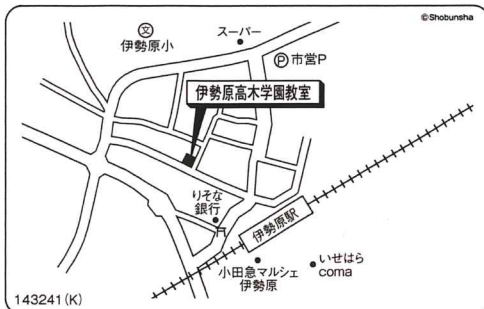 ©Shobunsha
文
伊勢原小
スーパー
P市営P
伊勢原高木学園教室
りそな
銀行
伊勢原駅
小田急マルシェ
伊勢原
いせはら
coma
143241(K)